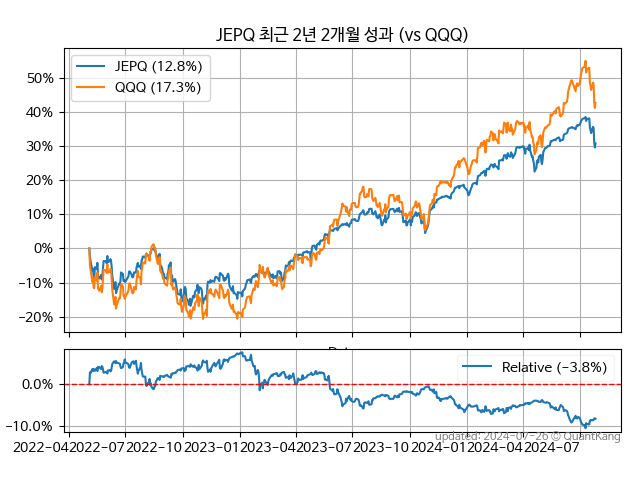 JEPQ 최근 2년 2개월 성과 (vs QQQ)
JEPQ (12.8%)
QQQ (17.3%)
50%
40%
30%
20%
10%
0%
−10%
−20%
Relative (−3.8%)
0.0%
−10.0%
updated: 2024-07-26 © QuantKang
2022-04 2022-07 2022-10 2023-01 2023-04 2023-07 2023-10 2024-01 2024-04 2024-07